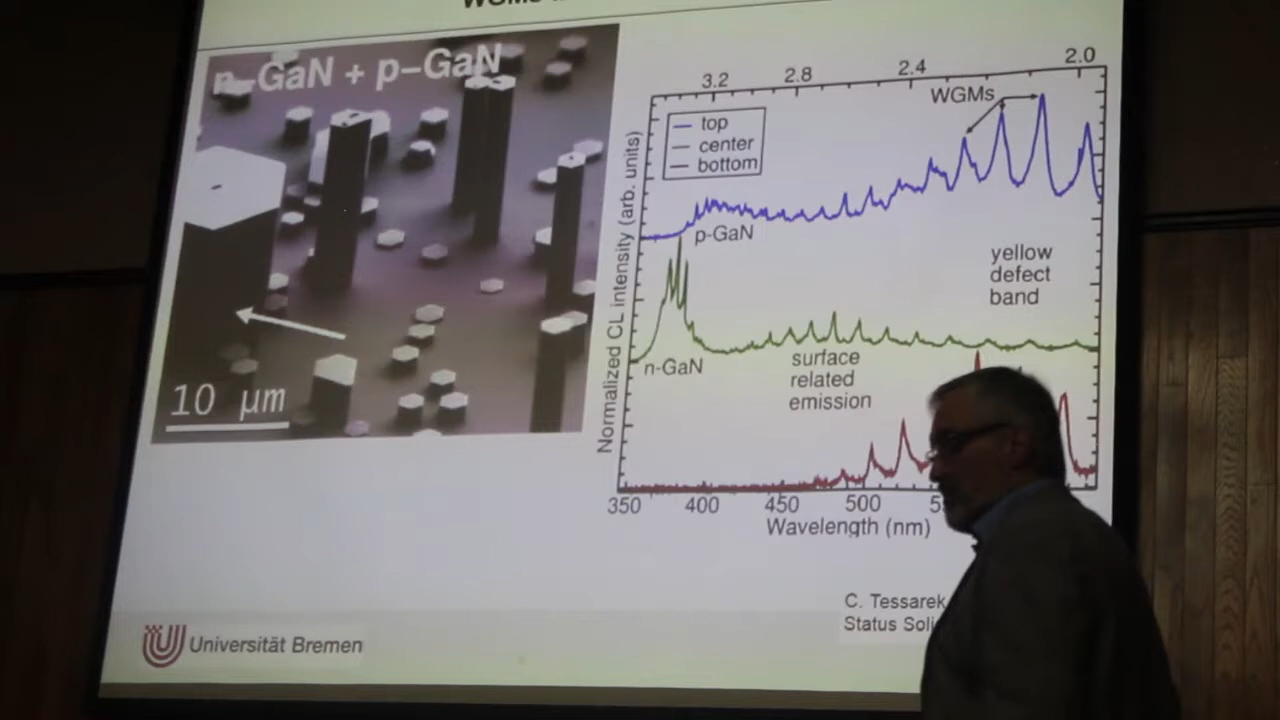 WGMs
n-GaN + p-GaN
10 µm
3.2 2.8 2.4 2.0
WGMs
top
center
bottom
p-GaN
yellow
defect
band
n-GaN
surface
related
emission
Normalized CL intensity (arb. units)
350 400 450 500
Wavelength (nm)
C. Tessarek
Status
Universität Bremen